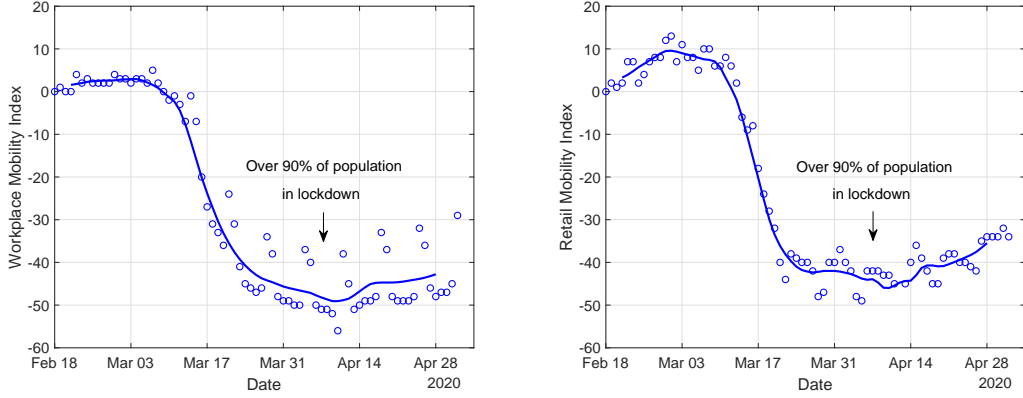 20
10
0
-10
-20
-30
-40
-50
-60
Workplace Mobility Index
Over 90% of population
in lockdown
Feb 18 Mar 03 Mar 17 Mar 31 Apr 14 Apr 28
Date 2020
20
10
0
-10
-20
-30
-40
-50
-60
Retail Mobility Index
Over 90% of population
in lockdown
Feb 18 Mar 03 Mar 17 Mar 31 Apr 14 Apr 28
Date 2020